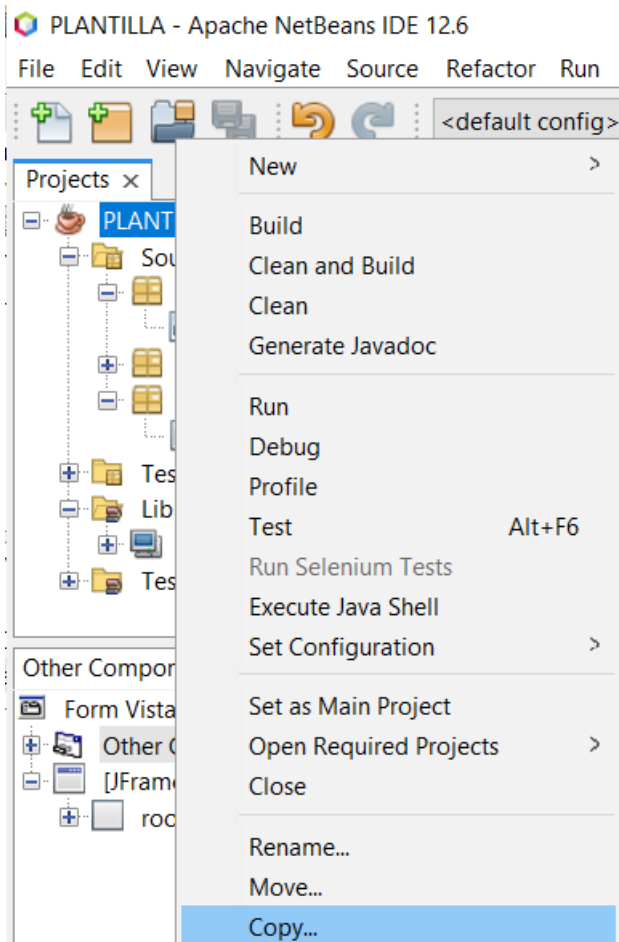 PLANTILLA - Apache NetBeans IDE 12.6
File Edit View Navigate Source Refactor Run
<default config>
Projects ×
PLANT
Sou
Tes
Lib
Tes
Other Compor
Form Vista
Other
[JFrame
roo
New >
Build
Clean and Build
Clean
Generate Javadoc
Run
Debug
Profile
Test Alt+F6
Run Selenium Tests
Execute Java Shell
Set Configuration >
Set as Main Project
Open Required Projects >
Close
Rename...
Move...
Copy...